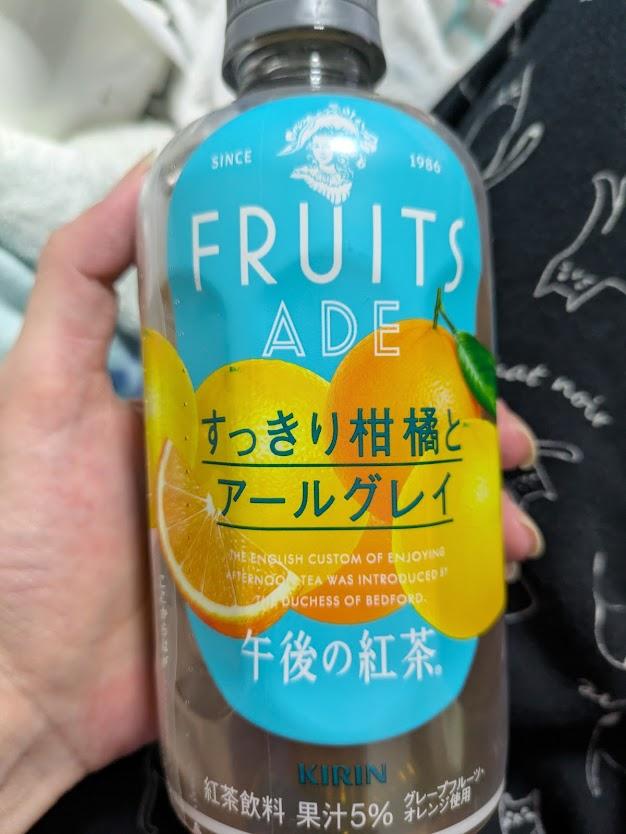 SINCE 1986
FRUITS
ADE
すっきり柑橘と
アールグレイ
THE ENGLISH CUSTOM OF ENJOYING
AFTERNOON TEA WAS INTRODUCED BY
THE DUCHESS OF BEDFORD.
午後の紅茶
KIRIN
紅茶飲料 果汁5% グレープフルーツ、
オレンジ使用
noir